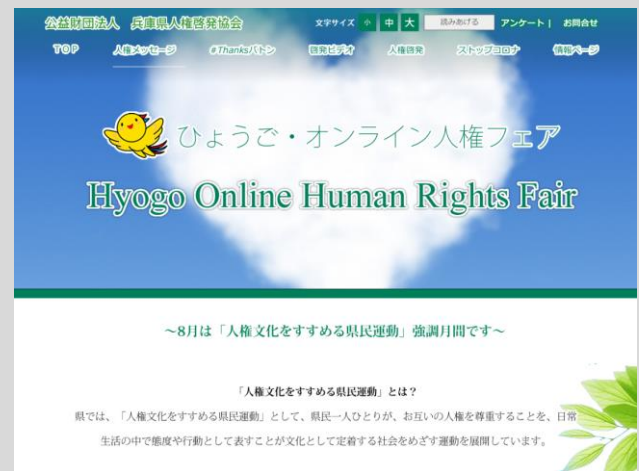 公益財団法人 兵庫県人権啓発協会 文字サイズ 小 中 大 読みあげる アンケート | お問合せ
TOP 人権メッセージ #Thanksバトン 啓発ビデオ 人権啓発 ストップコロナ 情報ページ
ひょうご・オンライン人権フェア
Hyogo Online Human Rights Fair
～8月は「人権文化をすすめる県民運動」強調月間です～
「人権文化をすすめる県民運動」とは？
県では、「人権文化をすすめる県民運動」として、県民一人ひとりが、お互いの人権を尊重することを、日常
生活の中で態度や行動として表すことが文化として定着する社会をめざす運動を展開しています。